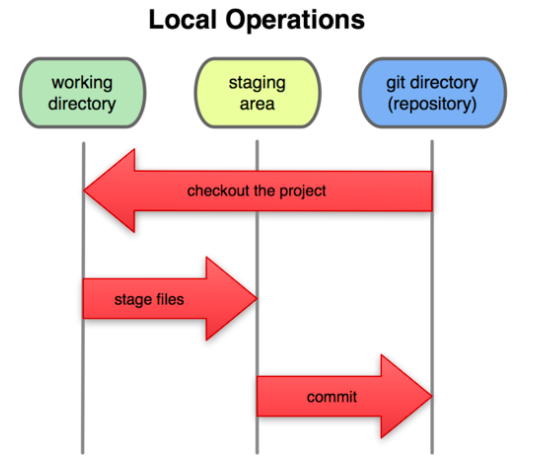 Local Operations
working
directory
staging
area
git directory
(repository)
checkout the project
stage files
commit